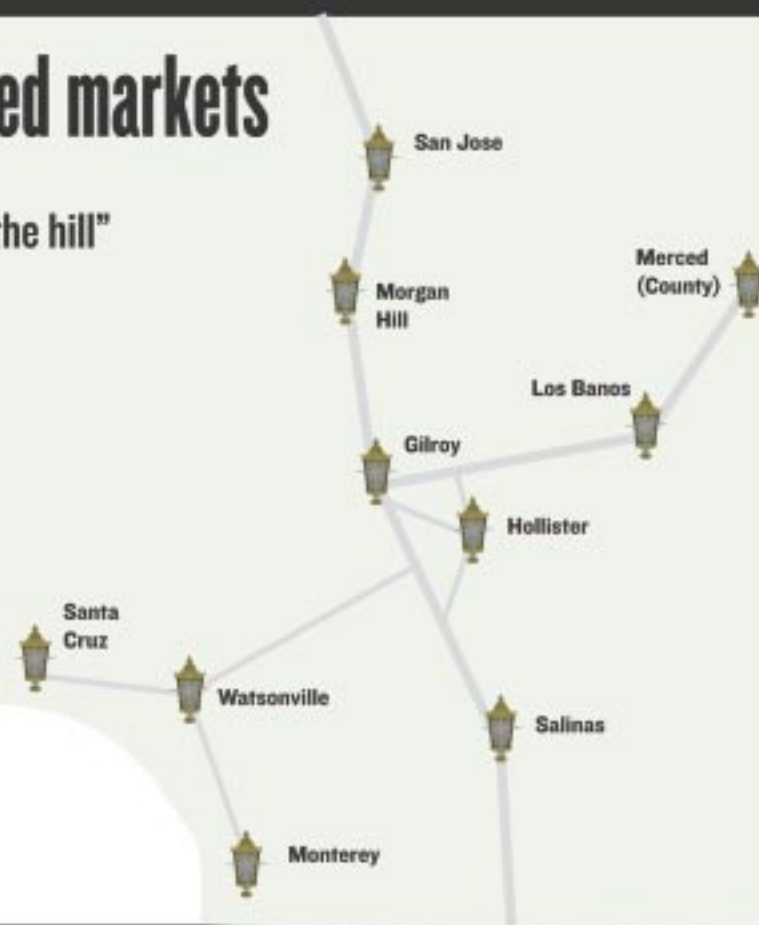 ed markets
San Jose
the hill”
Merced
(County)
Morgan
Hill
Los Banos
Gilroy
Hollister
Santa
Cruz
Watsonville
Salinas
Monterey